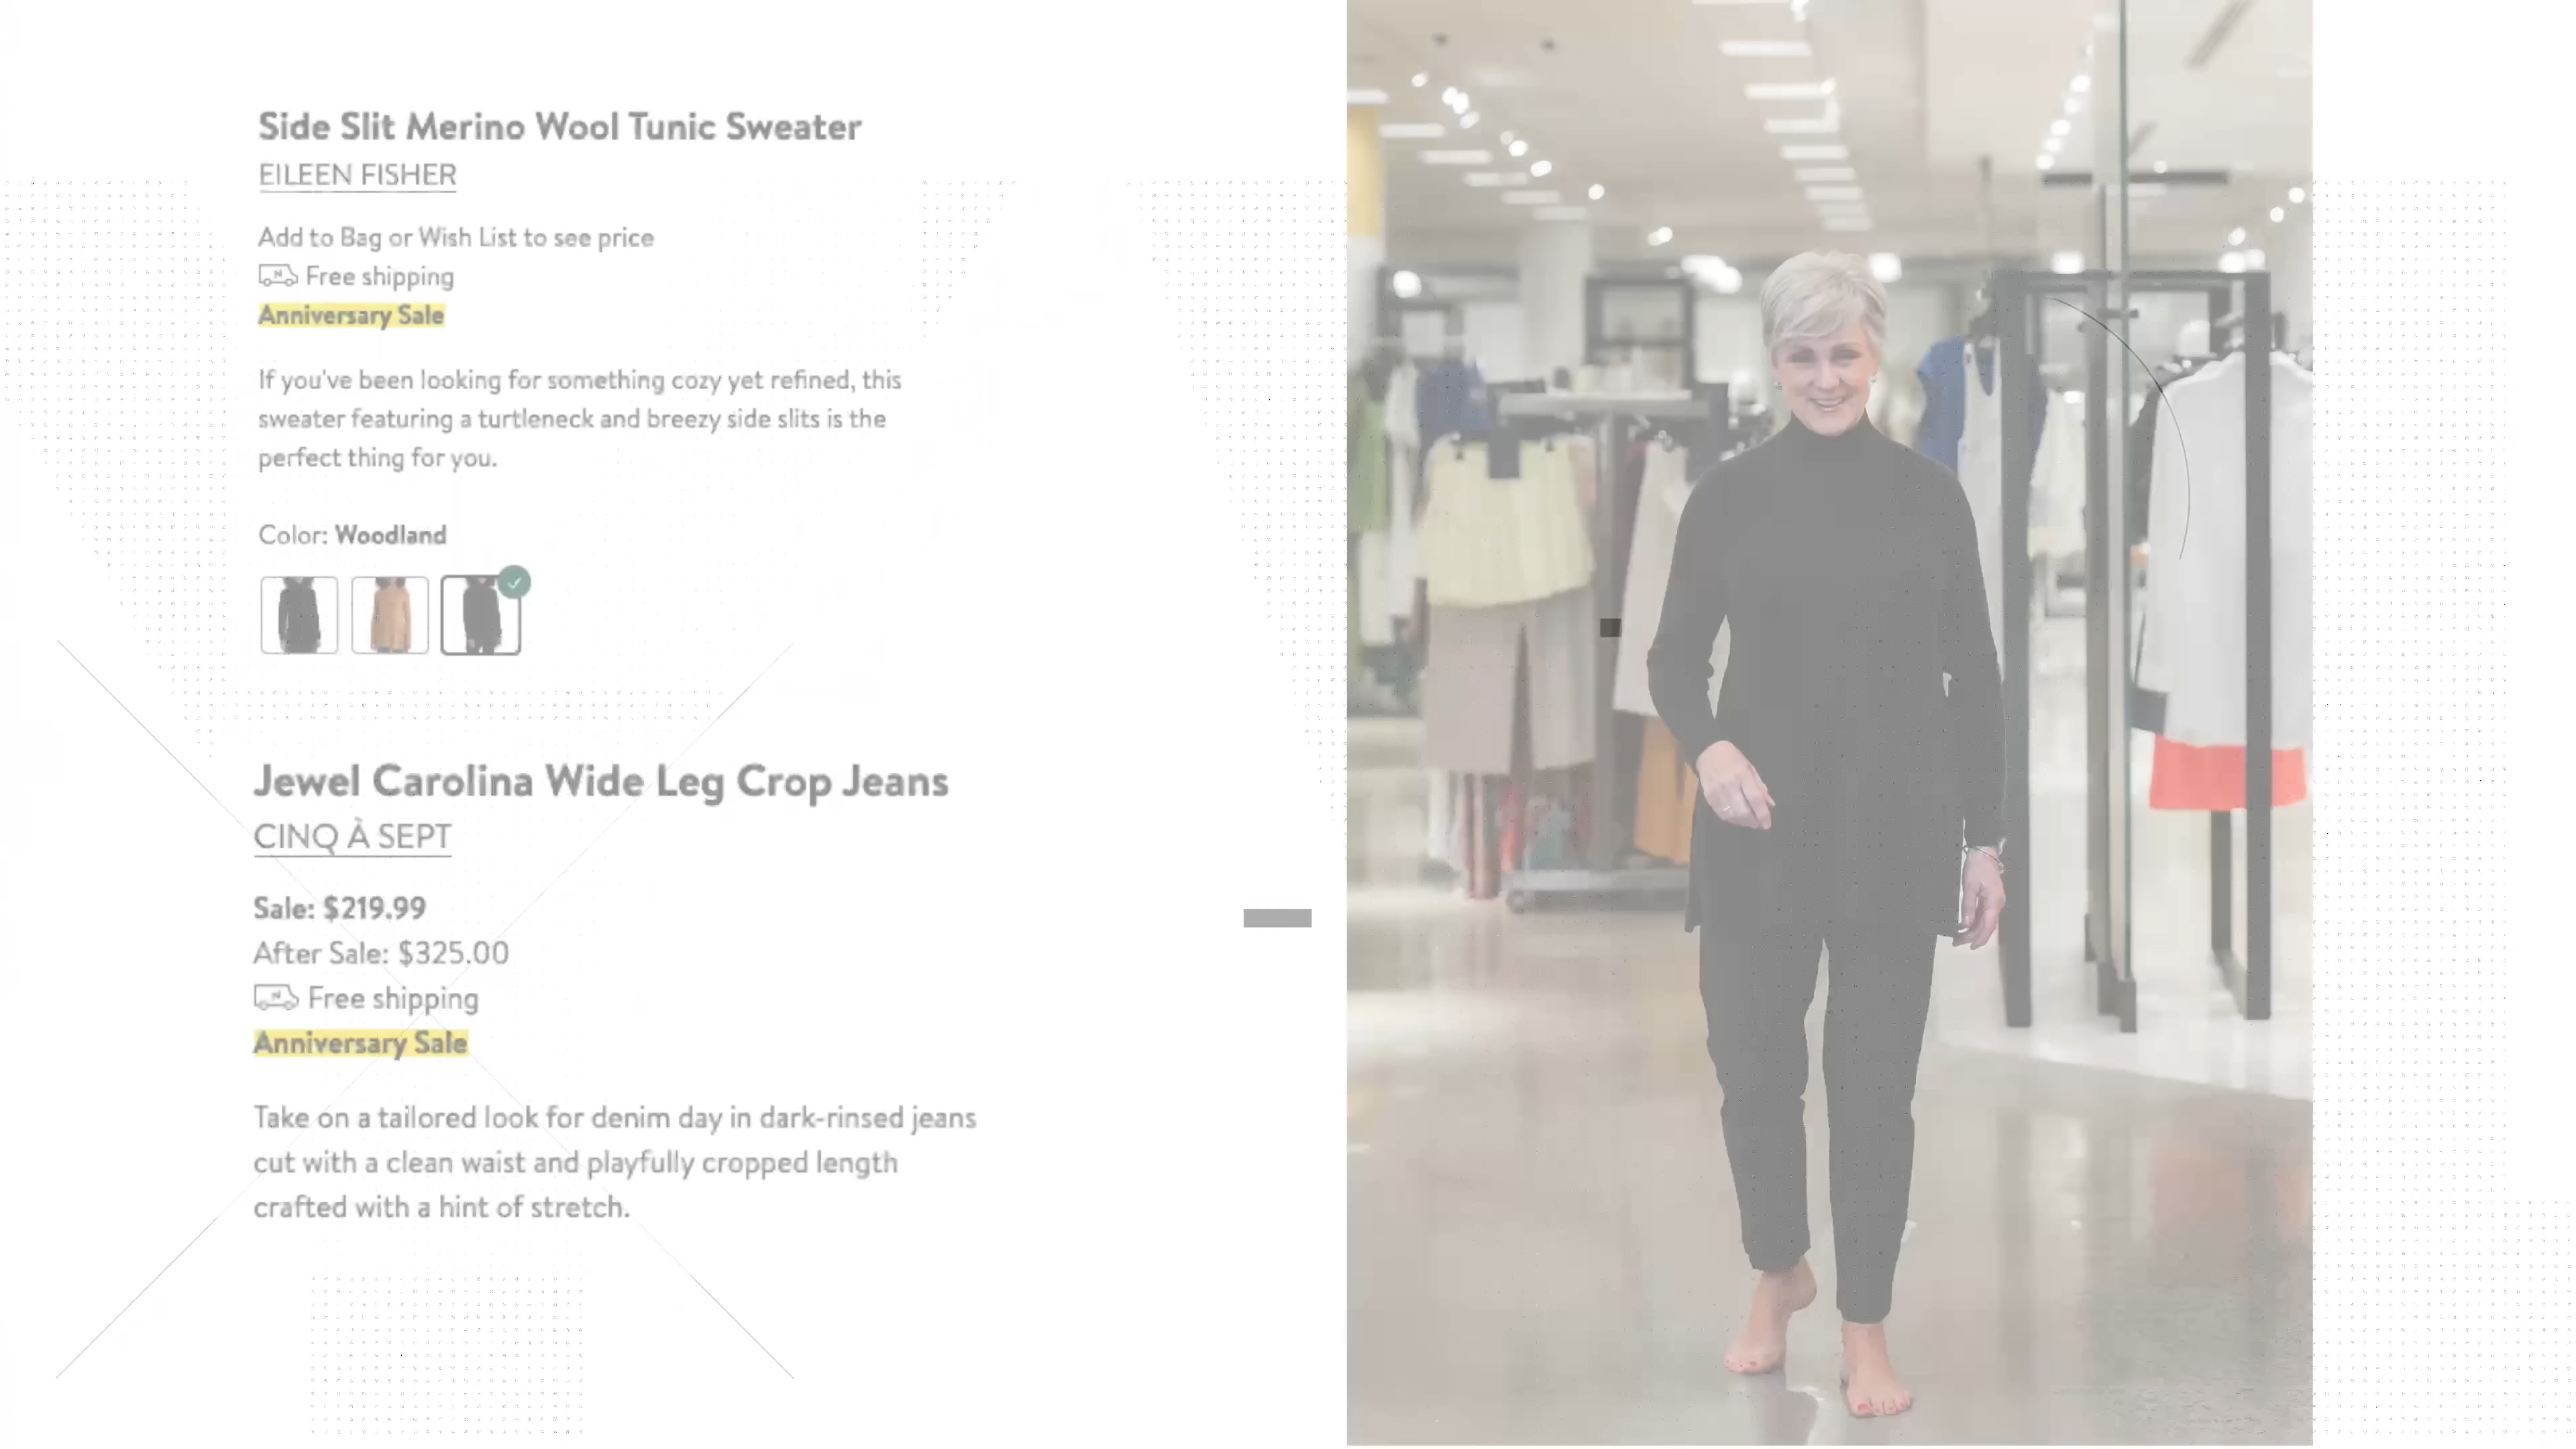 Side Slit Merino Wool Tunic Sweater
EILEEN FISHER
Add to Bag or Wish List to see price
Free shipping
Anniversary Sale
If you've been looking for something cozy yet refined, this
sweater featuring a turtleneck and breezy side slits is the
perfect thing for you.
Color: Woodland
Jewel Carolina Wide Leg Crop Jeans
CINQ À SEPT
Sale: $219.99
After Sale: $325.00
Free shipping
Anniversary Sale
Take on a tailored look for denim day in dark-rinsed jeans
cut with a clean waist and playfully cropped length
crafted with a hint of stretch.